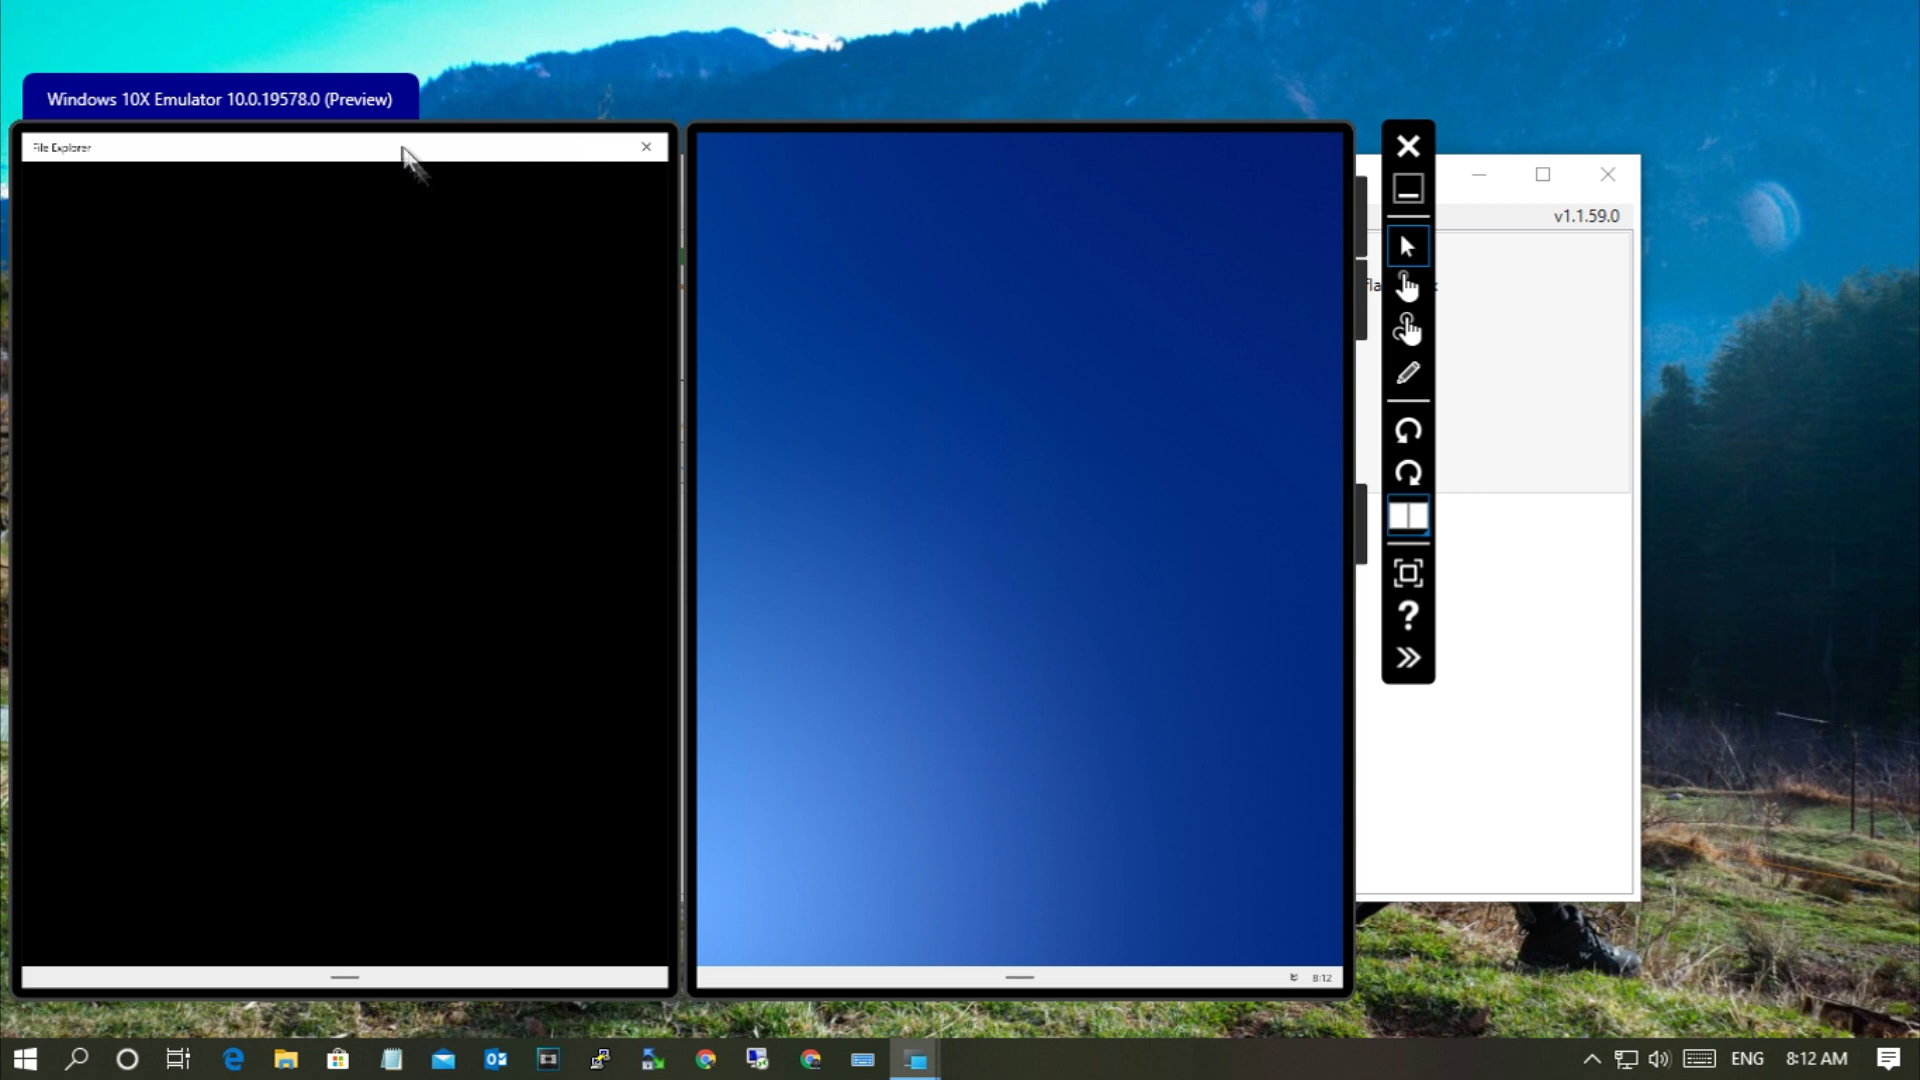 Windows 10X Emulator 10.0.19578.0 (Preview)
File Explorer
v1.1.59.0
8:12
ENG
8:12 AM